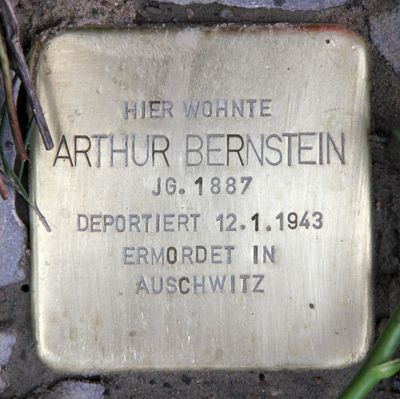 HIER WOHNTE
ARTHUR BERNSTEIN
JG. 1887
DEPORTIERT 12.1.1943
ERMORDET IN
AUSCHWITZ